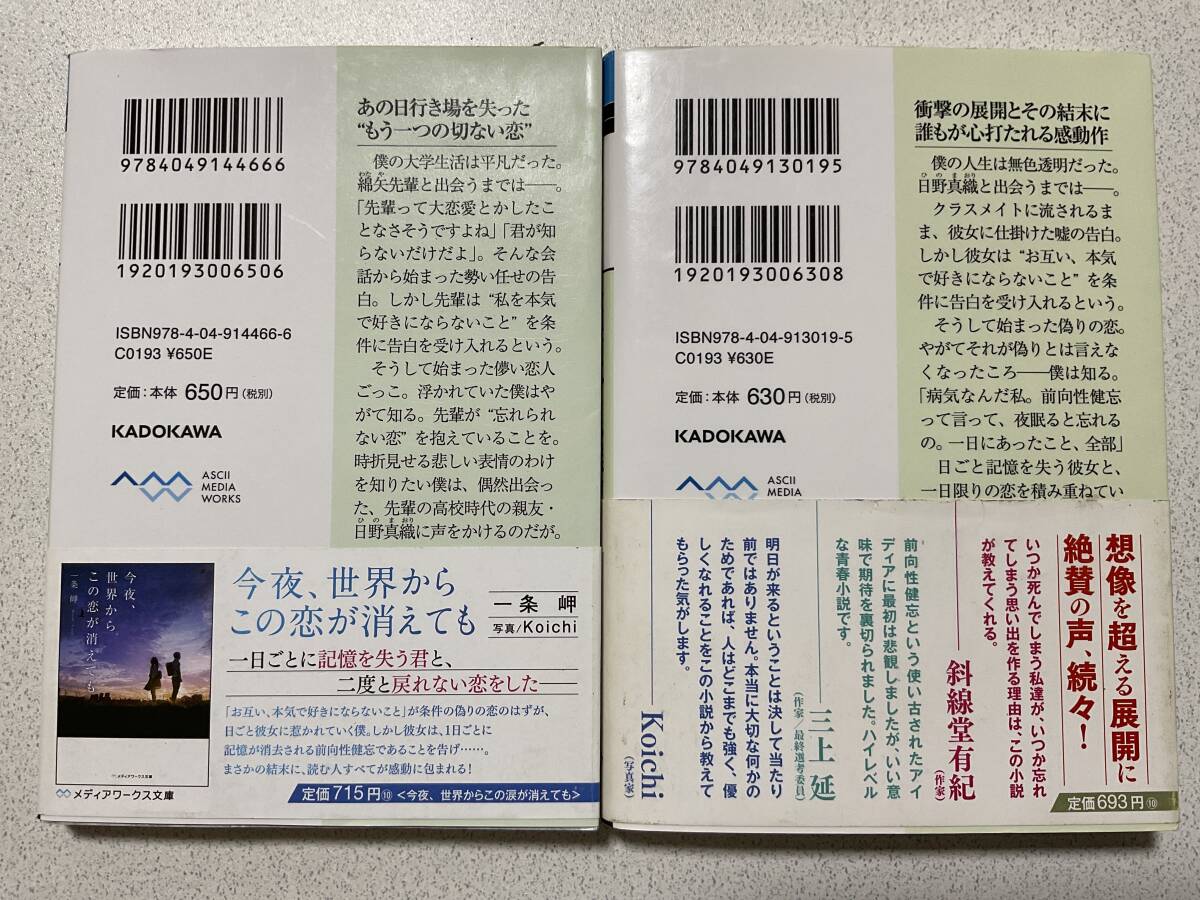 9784049144666
1920193006506
ISBN978-4-04-914466-6
C0193 ¥650E
定価:本体 650円(税別)
KADOKAWA
ASCII
MEDIA
WORKS
あの日行き場を失った
“もう一つの切ない恋”
僕の大学生活は平凡だった。
綿矢先輩と出会うまでは——。
「先輩って大恋愛とかしたこ
となさそうですよね」「君が知
らないだけだよ」。そんな会
話から始まった勢い任せの告
白。しかし先輩は“私を本気
で好きにならないこと”を条
件に告白を受け入れるという。
そうして始まった儚い恋人
ごっこ。浮かれていた僕はや
がて知る。先輩が“忘れられ
ない恋”を抱えていることを。
時折見せる悲しい表情のわけ
を知りたい僕は、偶然出会っ
た、先輩の高校時代の親友・
日野真織に声をかけるのだが。
今夜、
世界から
この恋が消えても
一条 岬
メディアワークス文庫
今夜、世界から
この恋が消えても
一条 岬
写真/Koichi
一日ごとに記憶を失う君と、
二度と戻れない恋をした——
「お互い、本気で好きにならないこと」が条件の偽りの恋のはずが、
日ごと彼女に惹かれていく僕。しかし彼女は、1日ごとに
記憶が消去される前向性健忘であることを告げ……。
まさかの結末に、読む人すべてが感動に包まれる!
メディアワークス文庫
定価 715円⑩ <今夜、世界からこの涙が消えても>
9784049130195
1920193006308
ISBN978-4-04-913019-5
C0193 ¥630E
定価:本体 630円(税別)
KADOKAWA
ASCII
MEDIA
衝撃の展開とその結末に
誰もが心打たれる感動作
僕の人生は無色透明だった。
日野真織と出会うまでは——。
クラスメイトに流されるま
ま、彼女に仕掛けた嘘の告白。
しかし彼女は“お互い、本気
で好きにならないこと”を条
件に告白を受け入れるという。
そうして始まった偽りの恋。
やがてそれが偽りとは言えな
くなったころ——僕は知る。
「病気なんだ私。前向性健忘
って言って、夜眠ると忘れる
の。一日にあったこと、全部」
日ごと記憶を失う彼女と、
一日限りの恋を積み重ねてい
想像を超える展開に
絶賛の声、続々!
いつか死んでしまう私達が、いつか忘れ
てしまう思い出を作る理由は、この小説
が教えてくれる。
斜線堂有紀
(作家)
前向性健忘という使い古されたアイ
ディアに最初は悲観しましたが、いい意
味で期待を裏切られました。ハイレベル
な青春小説です。
三上 延
(作家/最終選考委員)
明日が来るということは決して当たり
前ではありません。本当に大切な何かの
ためであれば、人はどこまでも強く、優
しくなれることをこの小説から教えて
もらった気がします。
Koichi
(写真家)
定価693円⑩